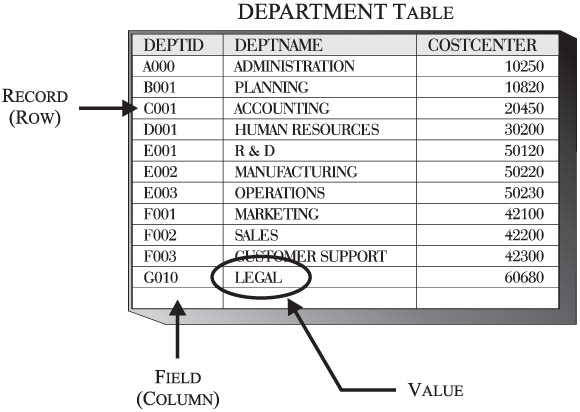 DEPARTMENT TABLE
DEPTID DEPTNAME COSTCENTER
A000 ADMINISTRATION 10250
B001 PLANNING 10820
RECORD
(ROW)
C001 ACCOUNTING 20450
D001 HUMAN RESOURCES 30200
E001 R & D 50120
E002 MANUFACTURING 50220
E003 OPERATIONS 50230
F001 MARKETING 42100
F002 SALES 42200
F003 CUSTOMER SUPPORT 42300
G010 LEGAL 60680
FIELD
(COLUMN)
VALUE